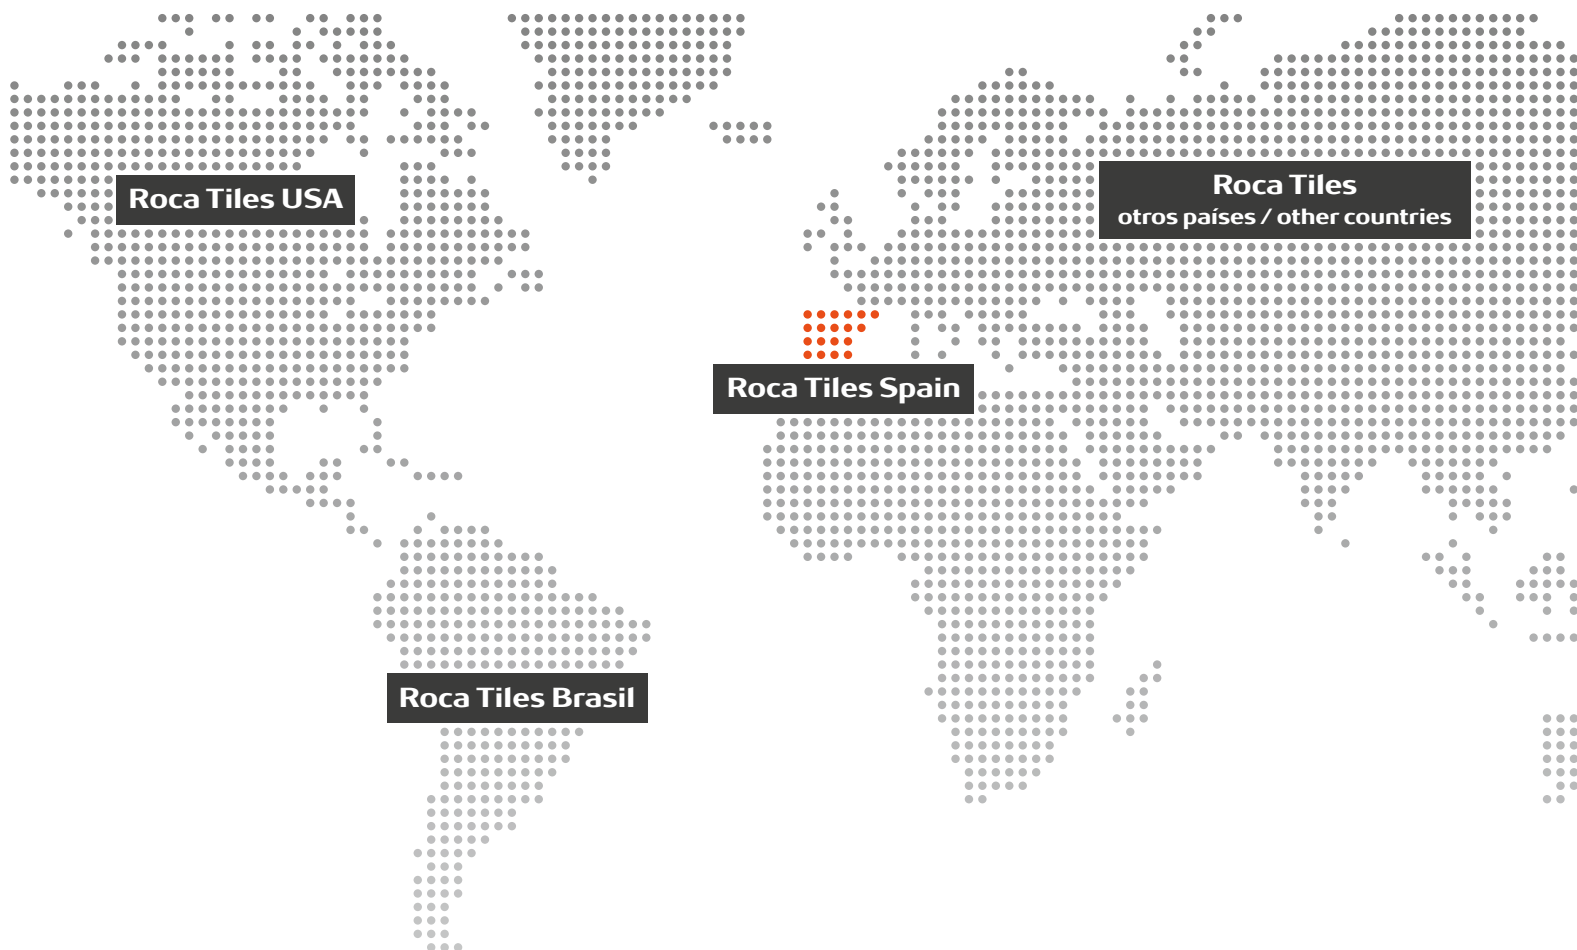 Roca Tiles USA
Roca Tiles
otros países / other countries
Roca Tiles Spain
Roca Tiles Brasil